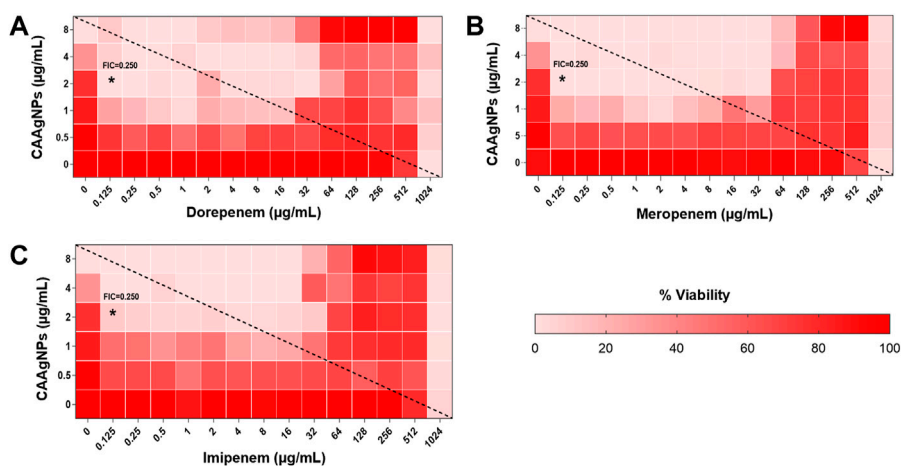 A
CAAgNPs (µg/mL)
8
4
2
1
0.5
0
FIC=0.250
*
0 0.125 0.25 0.5 1 2 4 8 16 32 64 128 256 512 1024
Dorepenem (µg/mL)
B
CAAgNPs (µg/mL)
8
4
2
1
5
0
FIC=0.250
*
0 0.125 0.25 0.5 1 2 4 8 16 32 64 128 256 512 1024
Meropenem (µg/mL)
C
CAAgNPs (µg/mL)
8
4
2
1
0.5
0
FIC=0.250
*
0 0.125 0.25 0.5 1 2 4 8 16 32 64 128 256 512 1024
Imipenem (µg/mL)
% Viability
0 20 40 60 80 100